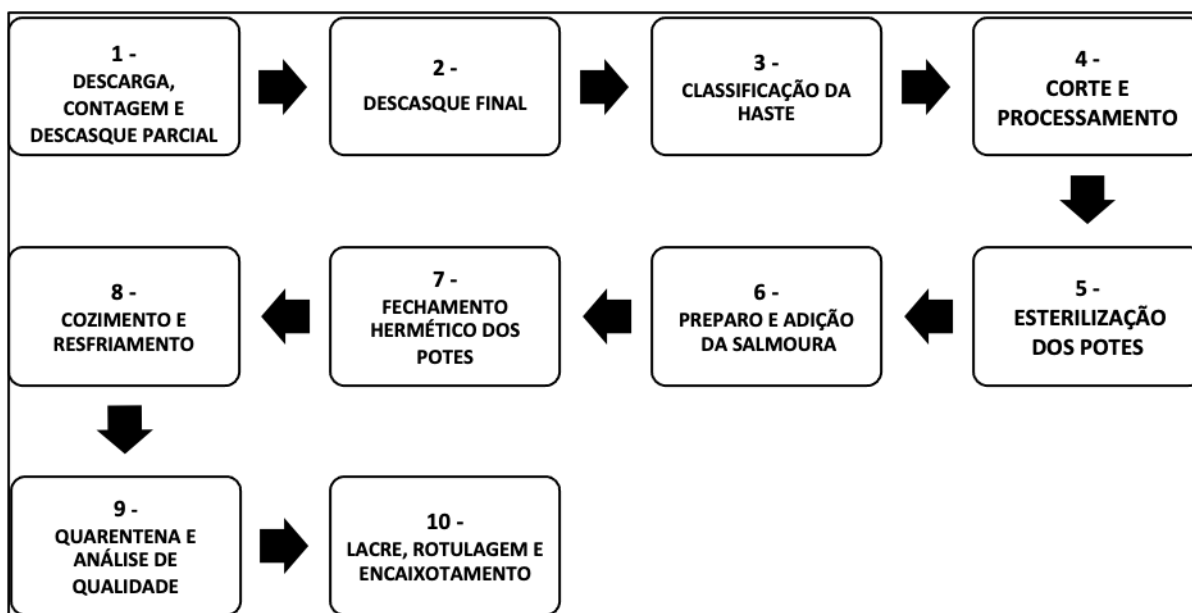 1 -
DESCARGA,
CONTAGEM E
DESCASQUE PARCIAL
2 -
DESCASQUE FINAL
3 -
CLASSIFICAÇÃO DA
HASTE
4 -
CORTE E
PROCESSAMENTO
5 -
ESTERILIZAÇÃO
DOS POTES
6 -
PREPARO E ADIÇÃO
DA SALMOURA
7 -
FECHAMENTO
HERMÉTICO DOS
POTES
8 -
COZIMENTO E
RESFRIAMENTO
9 -
QUARENTENA E
ANÁLISE DE
QUALIDADE
10 -
LACRE, ROTULAGEM E
ENCAIXOTAMENTO